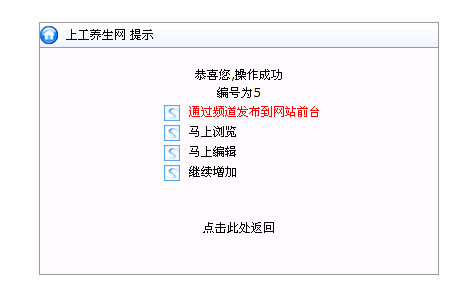 上工养生网 提示
恭喜您,操作成功
编号为5
通过频道发布到网站前台
马上浏览
马上编辑
继续增加
点击此处返回